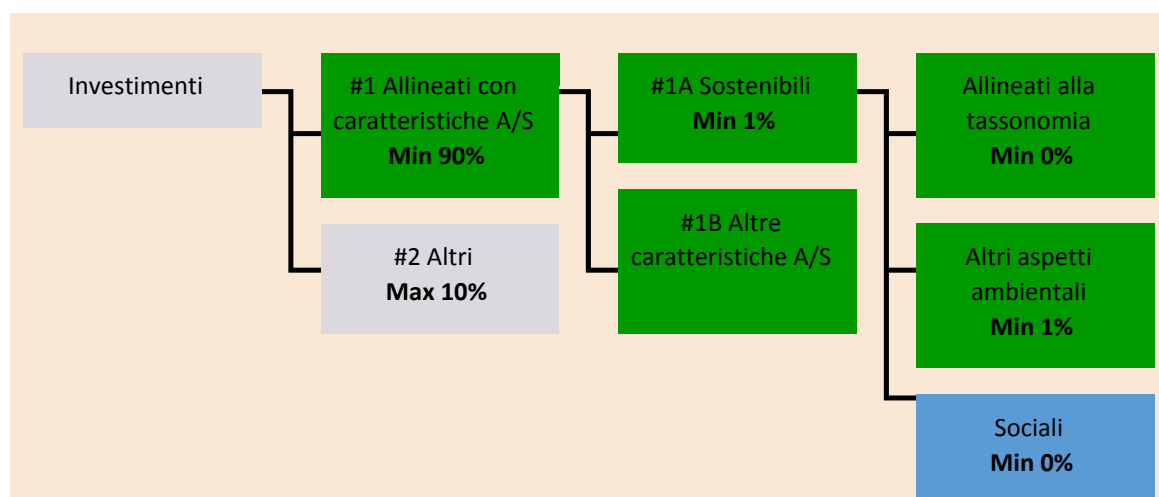 Investimenti
#1 Allineati con
caratteristiche A/S
Min 90%
#2 Altri
Max 10%
#1A Sostenibili
Min 1%
#1B Altre
caratteristiche A/S
Allineati alla
tassonomia
Min 0%
Altri aspetti
ambientali
Min 1%
Sociali
Min 0%